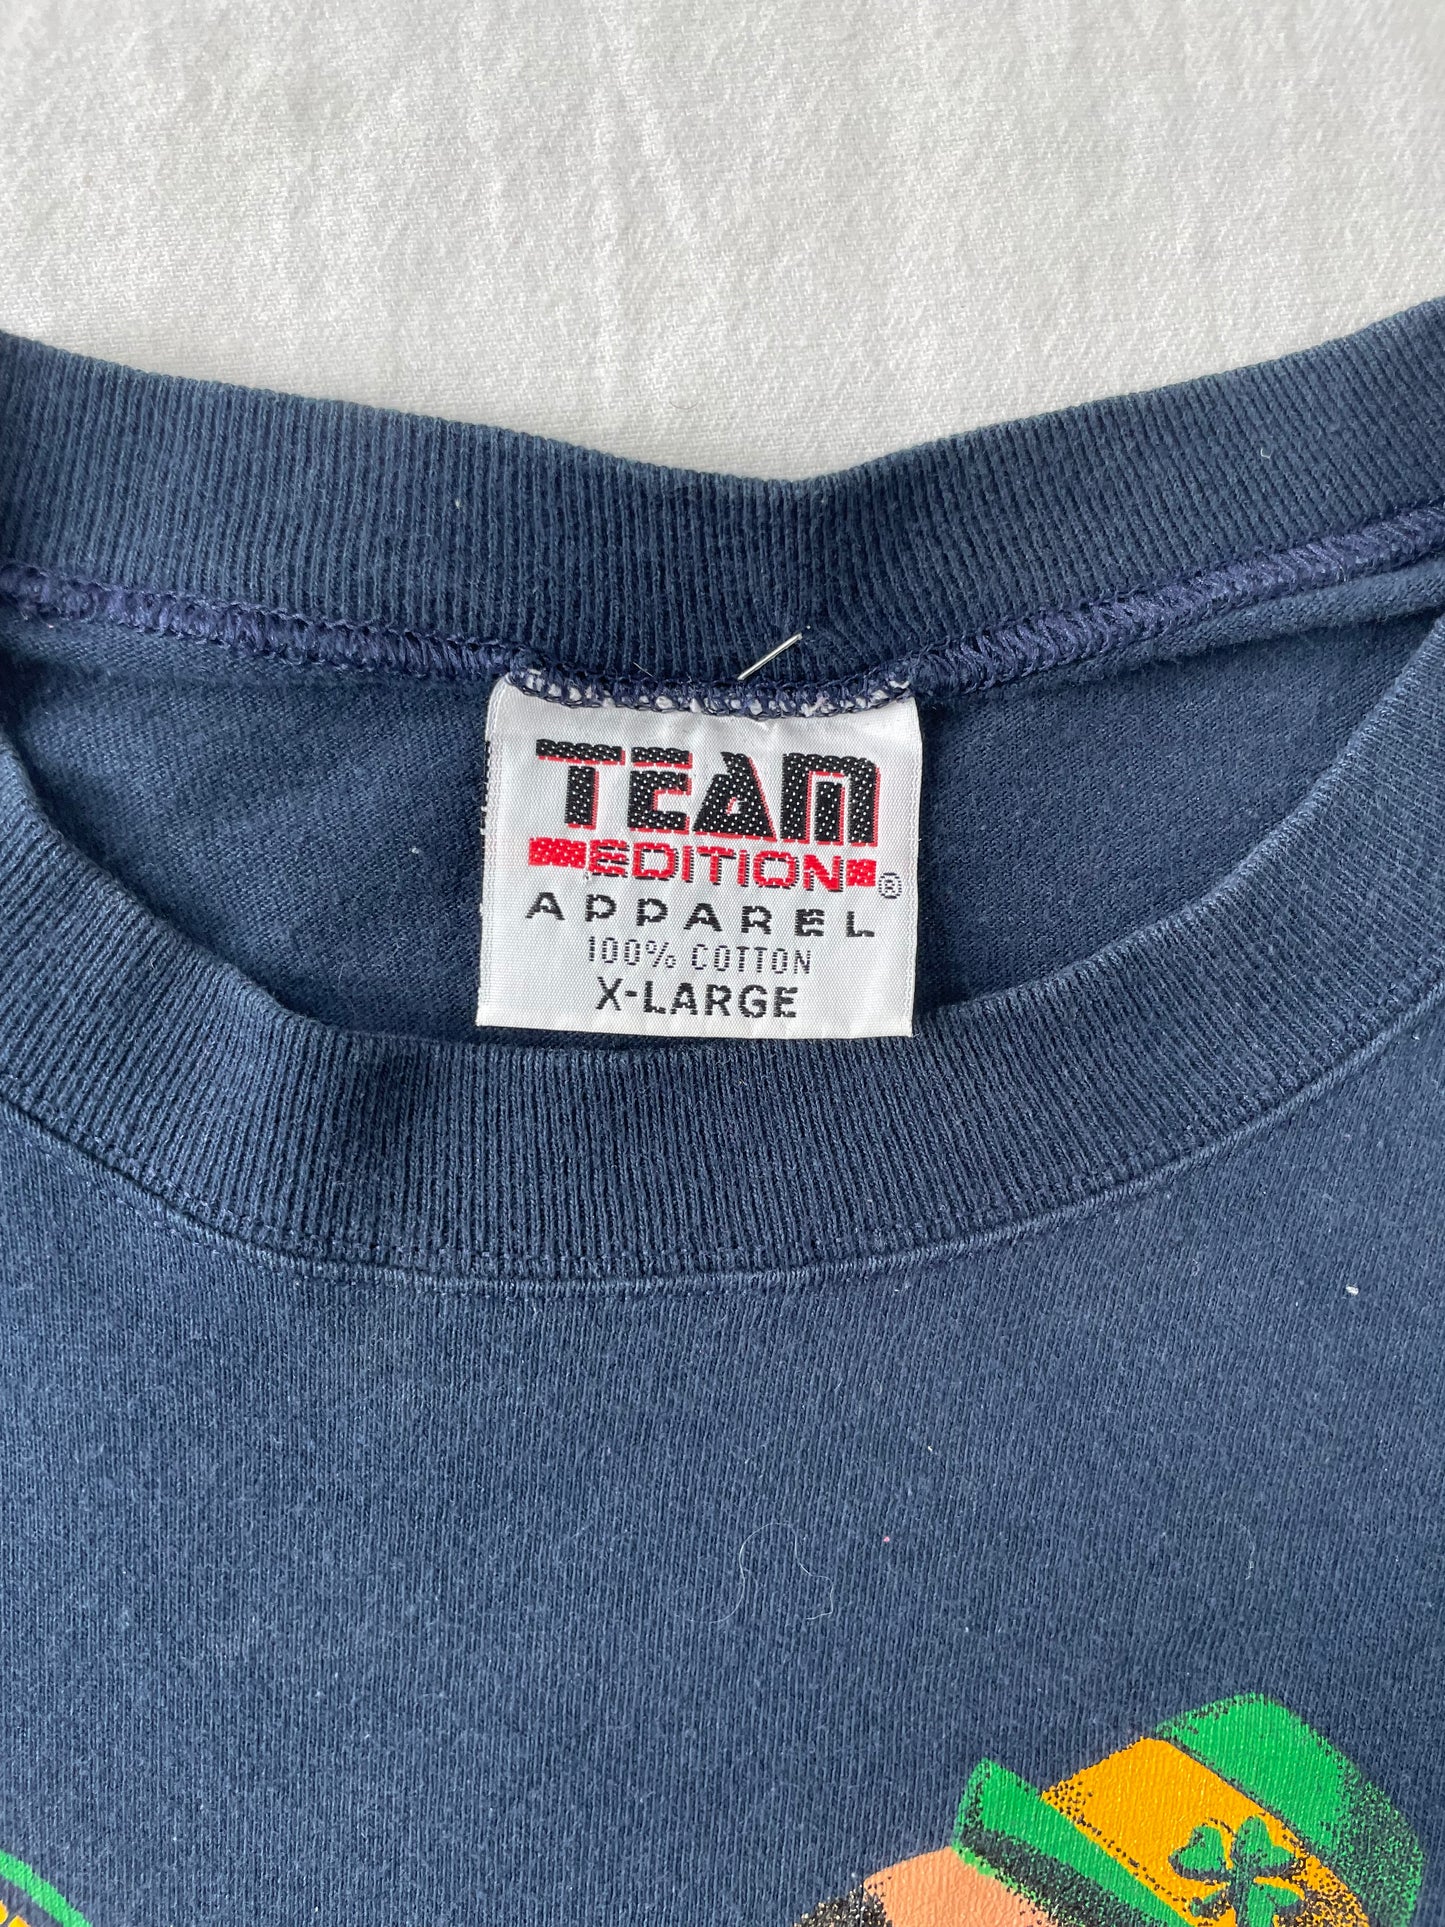 TEAM
EDITION®
APPAREL
100% COTTON
X-LARGE